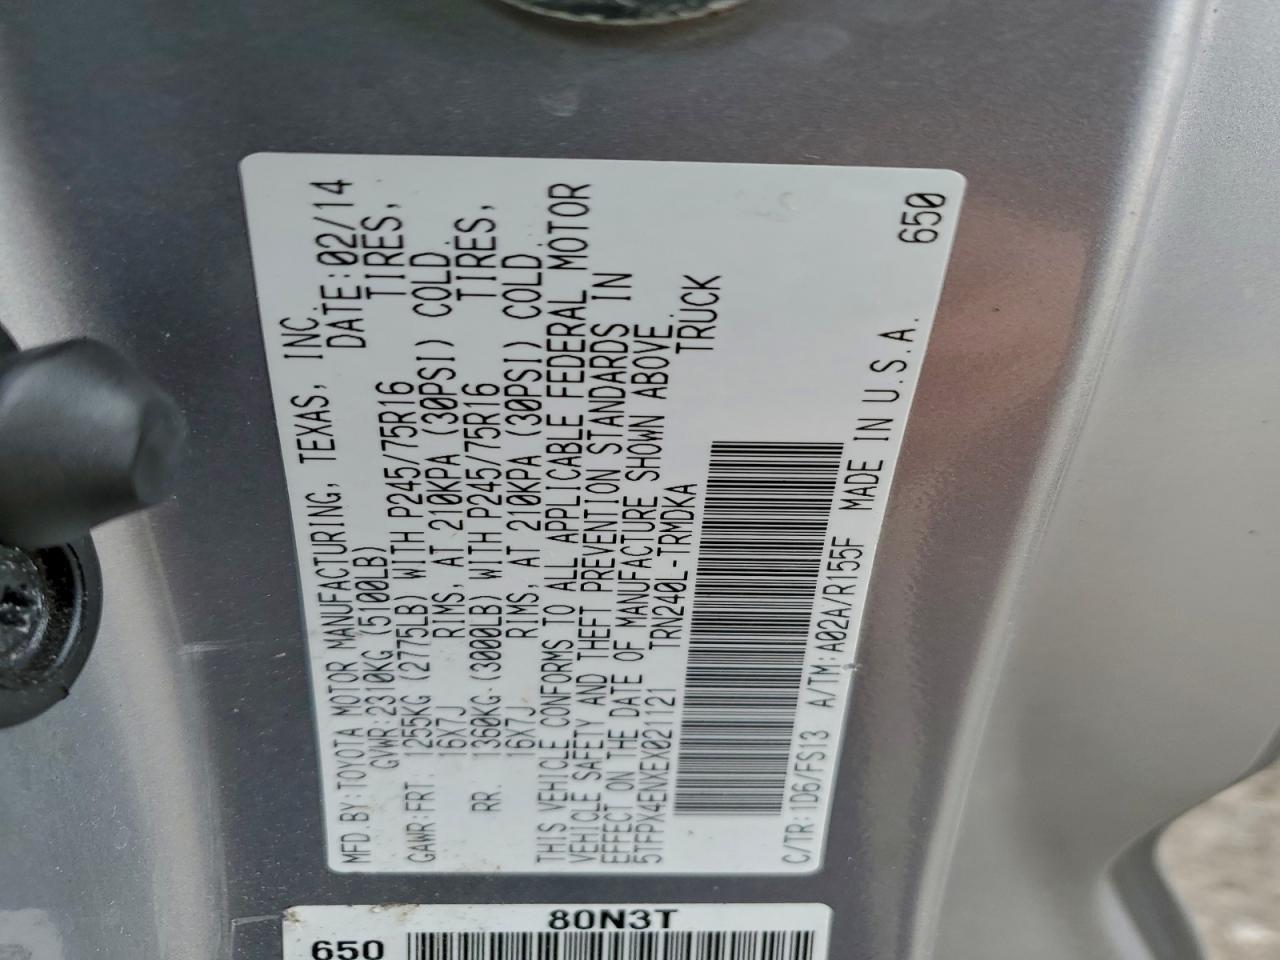 MFD.BY:TOYOTA MOTOR MANUFACTURING, TEXAS, INC.
GVWR:2310KG (5100LB) DATE:02/14
GAWR:FRT: 1255KG (2775LB) WITH P245/75R16 TIRES,
16X7J RIMS, AT 210KPA (30PSI) COLD
RR. 1360KG (3000LB) WITH P245/75R16 TIRES,
16X7J RIMS, AT 210KPA (30PSI) COLD
THIS VEHICLE CONFORMS TO ALL APPLICABLE FEDERAL MOTOR
VEHICLE SAFETY AND THEFT PREVENTION STANDARDS IN
EFFECT ON THE DATE OF MANUFACTURE SHOWN ABOVE.
5TFPX4ENXEX021121 TRN240L-TRMDKA TRUCK
C/TR:1D6/FS13 A/TM:A02A/R155F MADE IN U.S.A. 650
80N3T
650